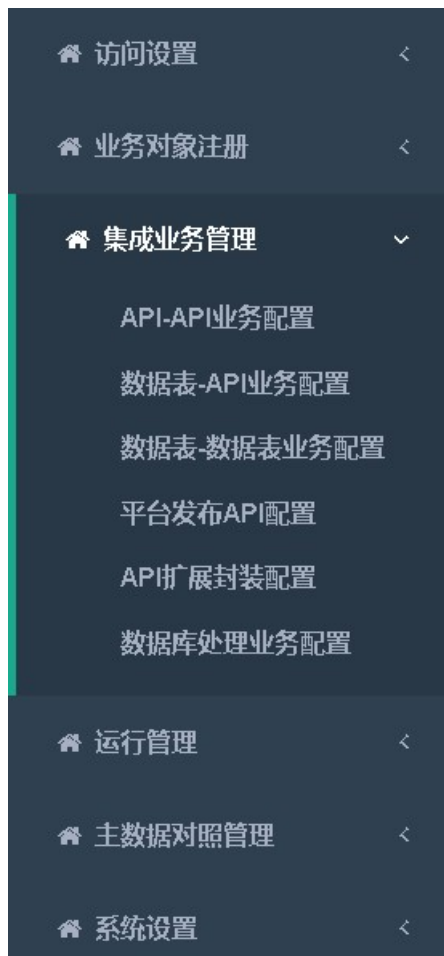 访问设置
业务对象注册
集成业务管理
API-API业务配置
数据表-API业务配置
数据表-数据表业务配置
平台发布API配置
API扩展封装配置
数据库处理业务配置
运行管理
主数据对照管理
系统设置